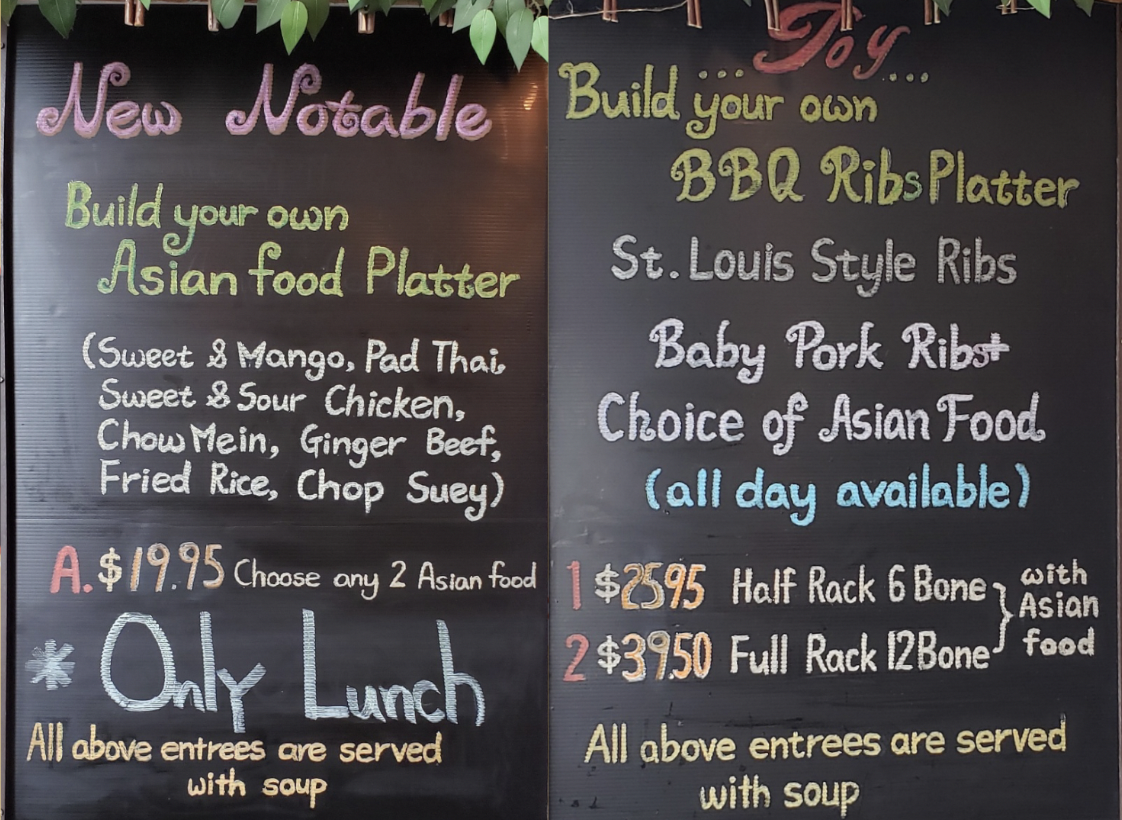 New Notable
Build your own
Asian food Platter
(Sweet & Mango, Pad Thai,
Sweet & Sour Chicken,
Chow Mein, Ginger Beef,
Fried Rice, Chop Suey)
A. $19.95 Choose any 2 Asian food
* Only Lunch
All above entrees are served
with soup
...Joy...
Build your own
BBQ Ribs Platter
St. Louis Style Ribs
Baby Pork Ribs+
Choice of Asian Food
(all day available)
1 $2595 Half Rack 6 Bone
2 $39.50 Full Rack 12 Bone
with
Asian
food
All above entrees are served
with soup